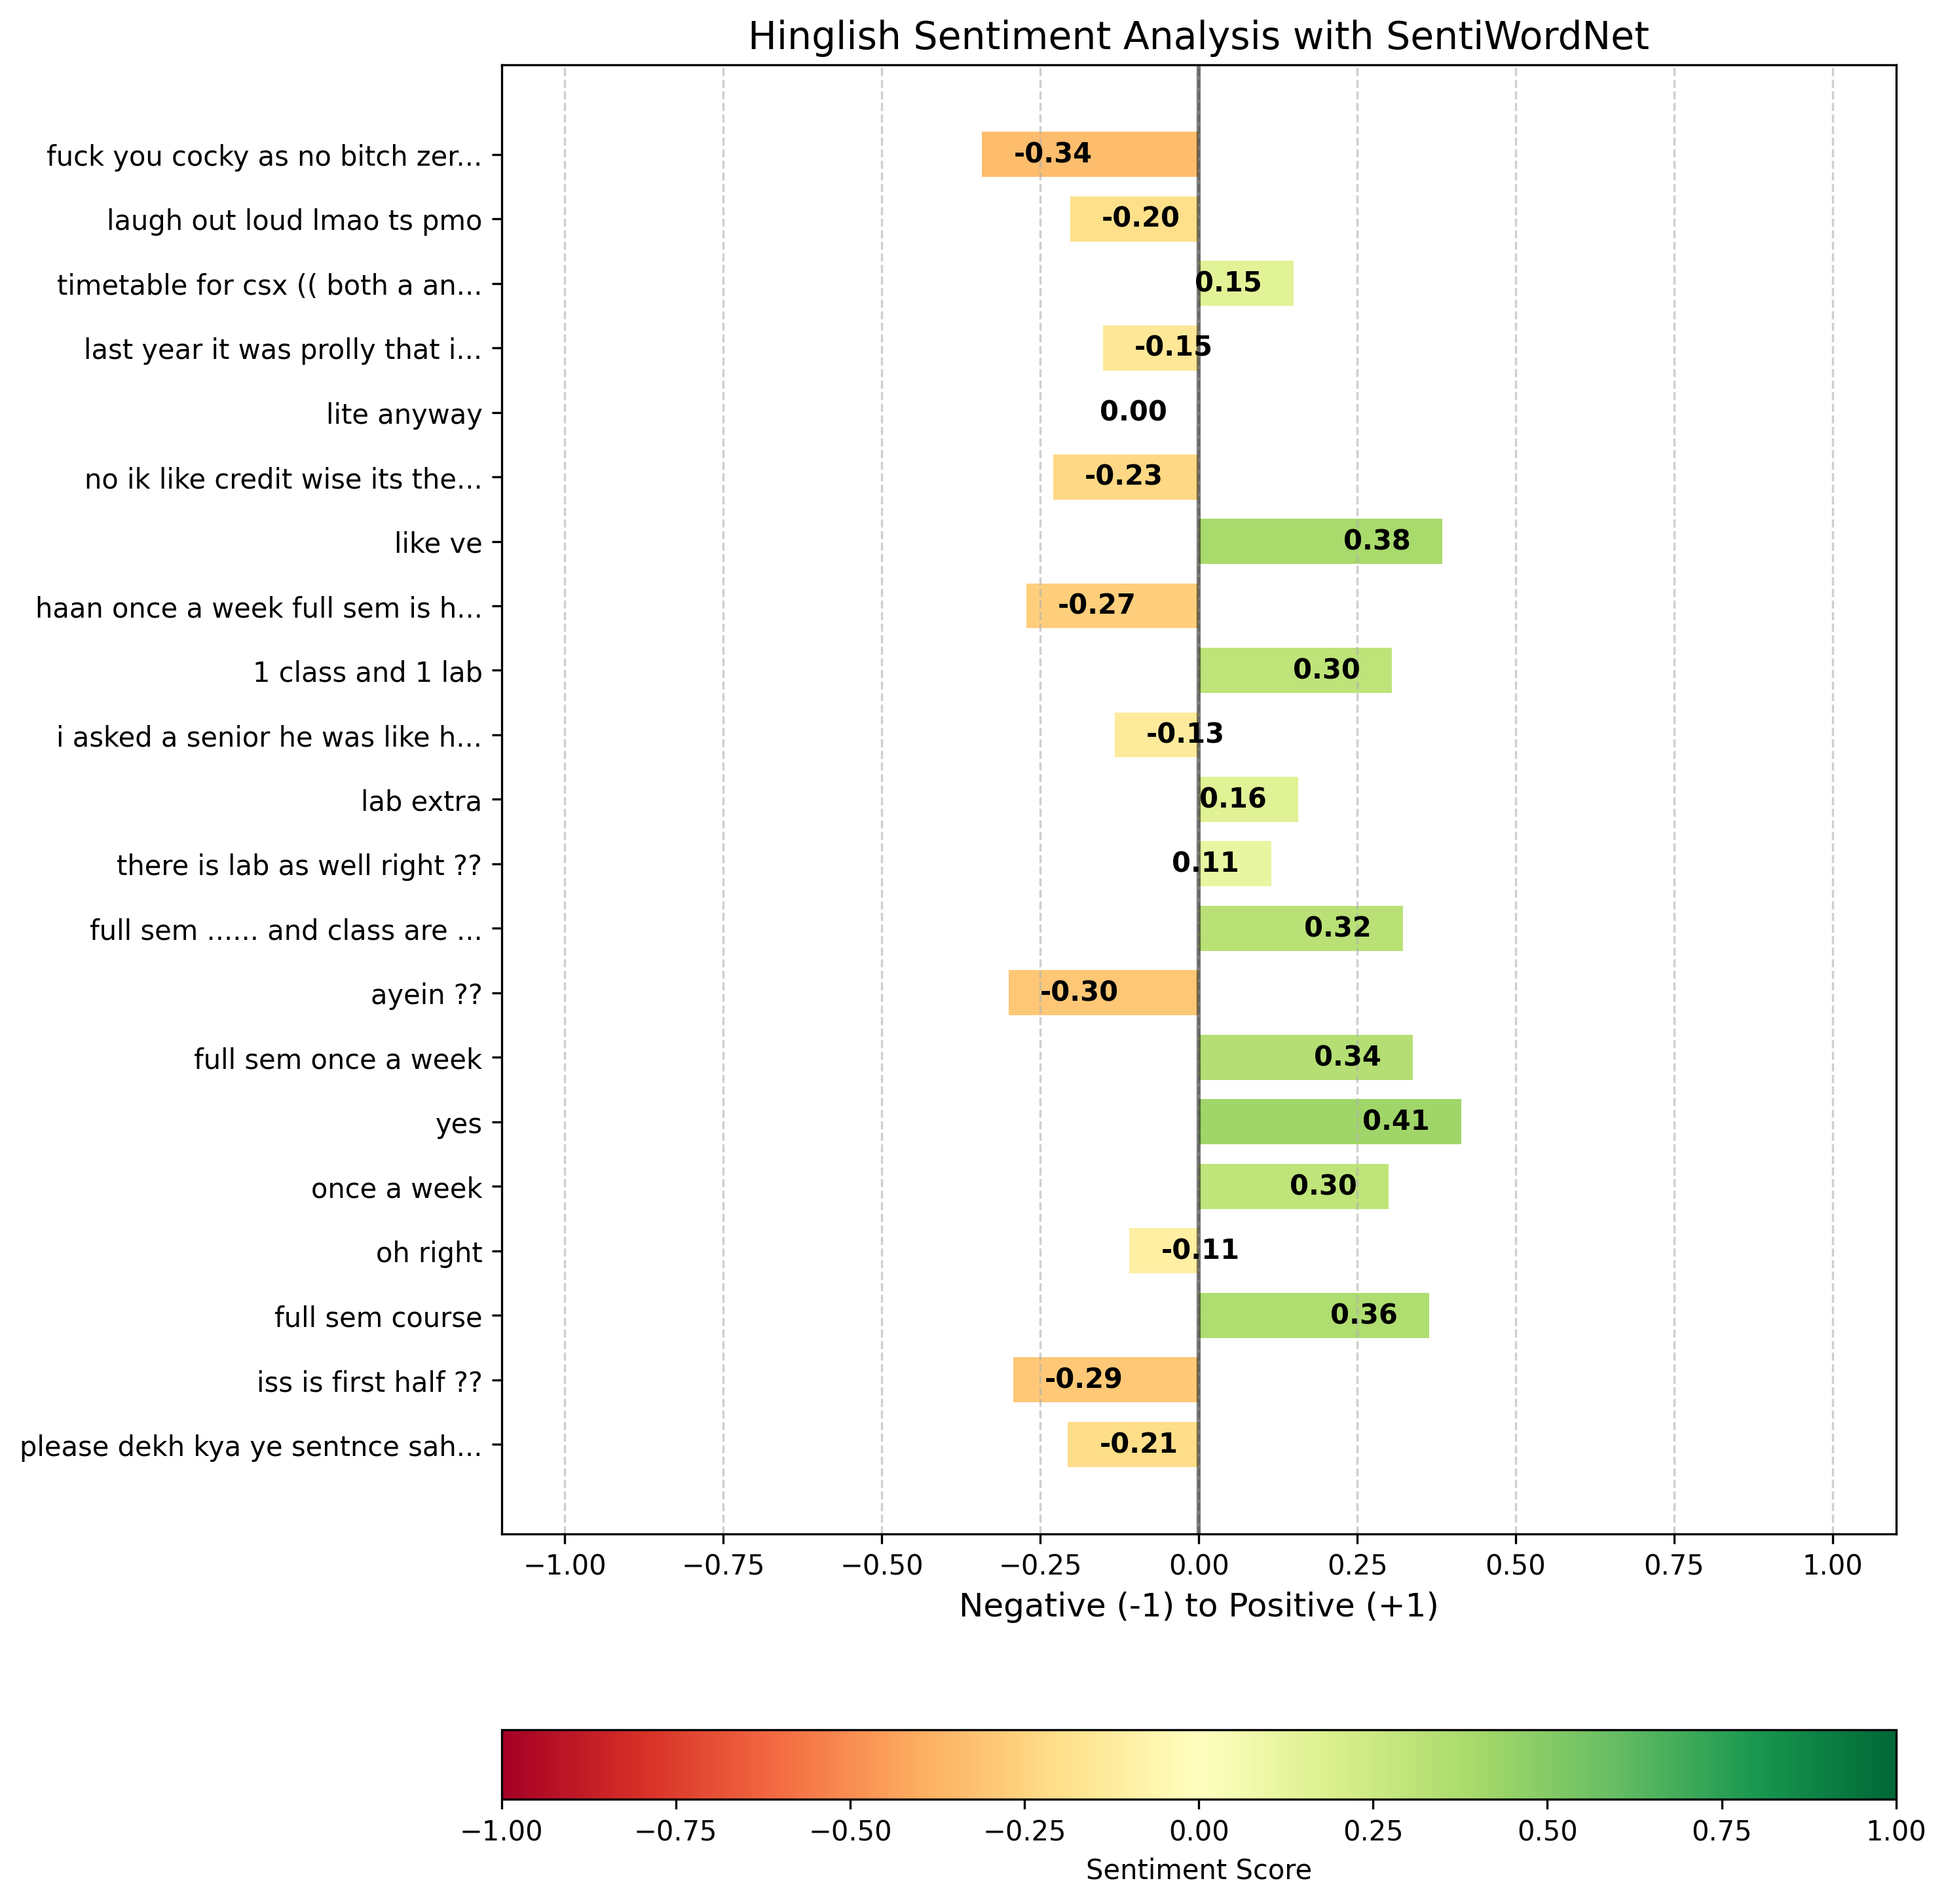 Hinglish Sentiment Analysis with SentiWordNet
fuck you cocky as no bitch zer... -0.34
laugh out loud lmao ts pmo -0.20
timetable for csx (( both a an... 0.15
last year it was prolly that i... -0.15
lite anyway 0.00
no ik like credit wise its the... -0.23
like ve 0.38
haan once a week full sem is h... -0.27
1 class and 1 lab 0.30
i asked a senior he was like h... -0.13
lab extra 0.16
there is lab as well right ?? 0.11
full sem ...... and class are ... 0.32
ayein ?? -0.30
full sem once a week 0.34
yes 0.41
once a week 0.30
oh right -0.11
full sem course 0.36
iss is first half ?? -0.29
please dekh kya ye sentnce sah... -0.21
−1.00 −0.75 −0.50 −0.25 0.00 0.25 0.50 0.75 1.00
Negative (-1) to Positive (+1)
−1.00 −0.75 −0.50 −0.25 0.00 0.25 0.50 0.75 1.00
Sentiment Score